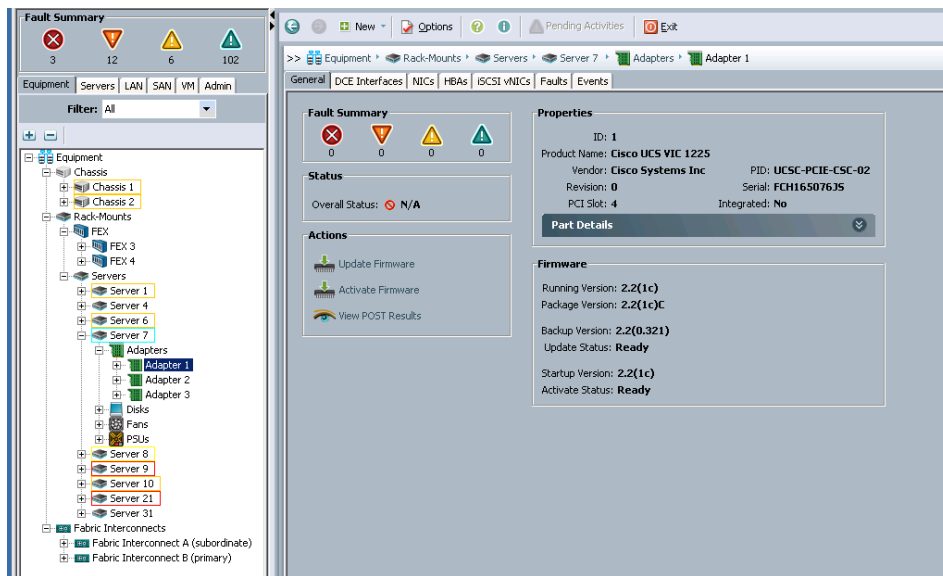 Fault Summary
3 12 6 102
Equipment Servers LAN SAN VM Admin
Filter: All
Equipment
Chassis
Chassis 1
Chassis 2
Rack-Mounts
FEX
FEX 3
FEX 4
Servers
Server 1
Server 4
Server 6
Server 7
Adapters
Adapter 1
Adapter 2
Adapter 3
Disks
Fans
PSUs
Server 8
Server 9
Server 10
Server 21
Server 31
Fabric Interconnects
Fabric Interconnect A (subordinate)
Fabric Interconnect B (primary)
New Options Pending Activities Exit
>> Equipment Rack-Mounts Servers Server 7 Adapters Adapter 1
General DCE Interfaces NICs HBAs iSCSI vNICs Faults Events
Fault Summary
0 0 0 0
Status
Overall Status: N/A
Actions
Update Firmware
Activate Firmware
View POST Results
Properties
ID: 1
Product Name: Cisco UCS VIC 1225
Vendor: Cisco Systems Inc PID: UCSC-PCIE-CSC-02
Revision: 0 Serial: FCH165076JS
PCI Slot: 4 Integrated: No
Part Details
Firmware
Running Version: 2.2(1c)
Package Version: 2.2(1c)C
Backup Version: 2.2(0.321)
Update Status: Ready
Startup Version: 2.2(1c)
Activate Status: Ready